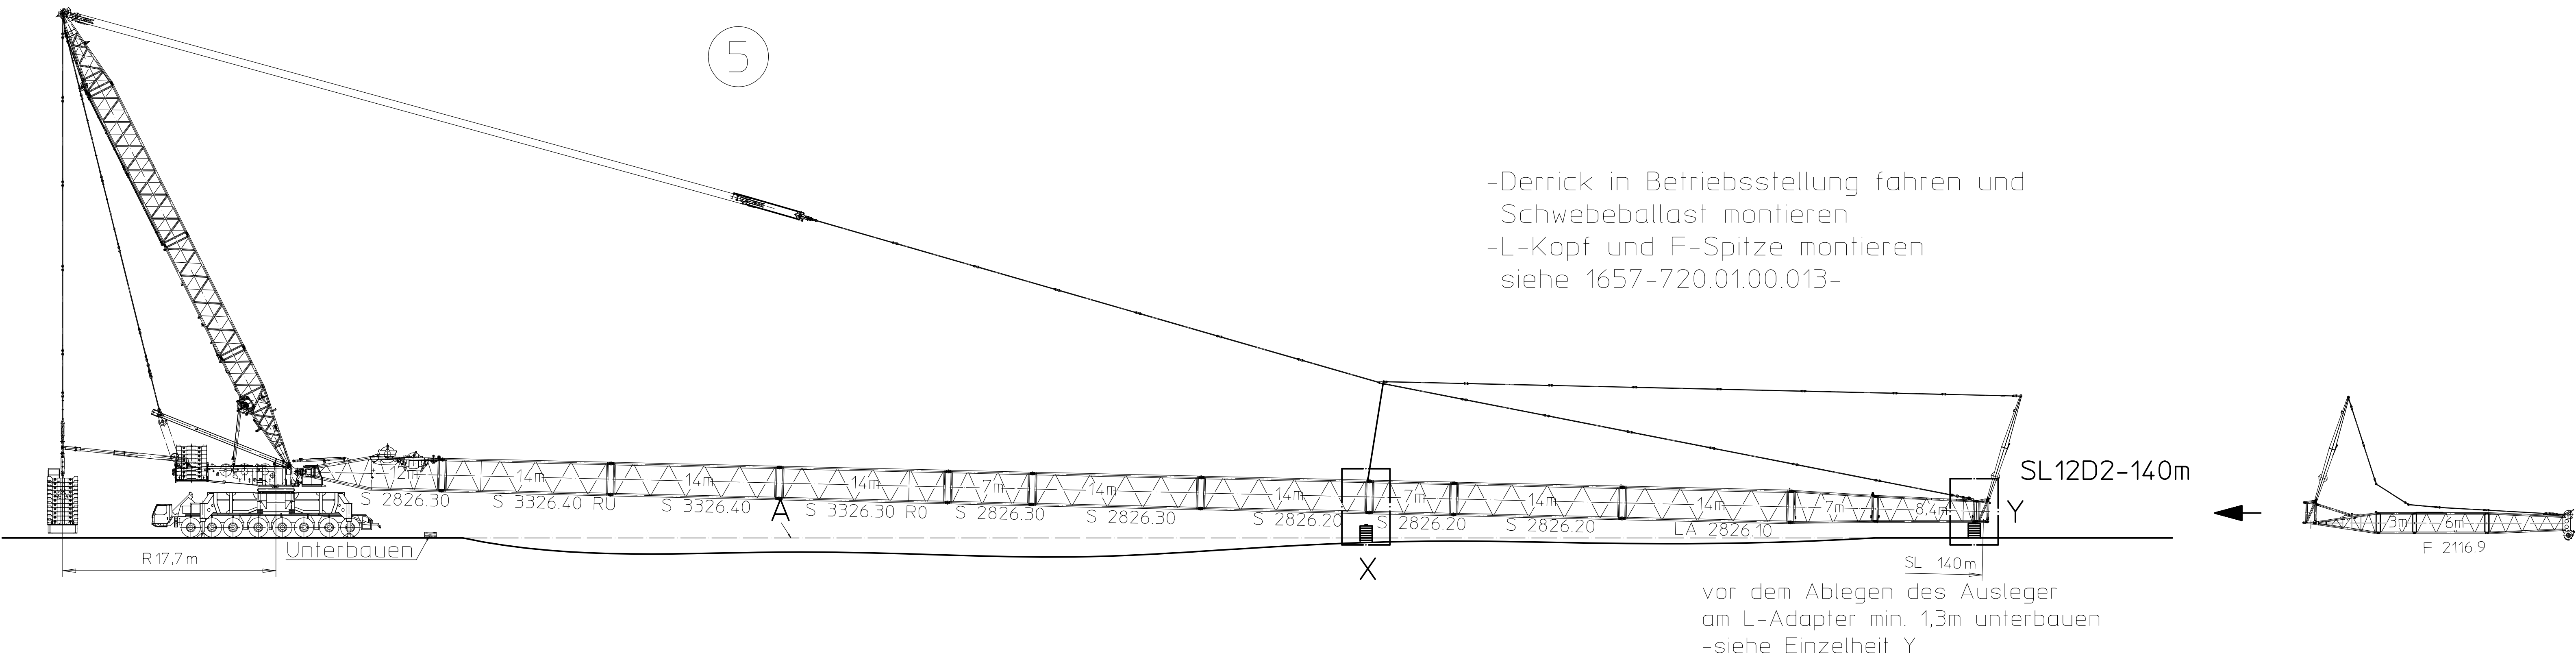 5
-Derrick in Betriebsstellung fahren und
Schwebeballast montieren
-L-Kopf und F-Spitze montieren
siehe 1657-720.01.00.013-
SL12D2-140m
12m
14m
14m
14m
7m
14m
14m
7m
14m
14m
7m
8,4m
S 2826.30
S 3326.40 RU
S 3326.40
A
S 3326.30 RO
S 2826.30
S 2826.30
S 2826.20
S 2826.20
S 2826.20
LA 2826.10
Y
3m
6m
F 2116.9
Unterbauen
R17,7m
X
SL 140m
vor dem Ablegen des Ausleger
am L-Adapter min. 1,3m unterbauen
-siehe Einzelheit Y